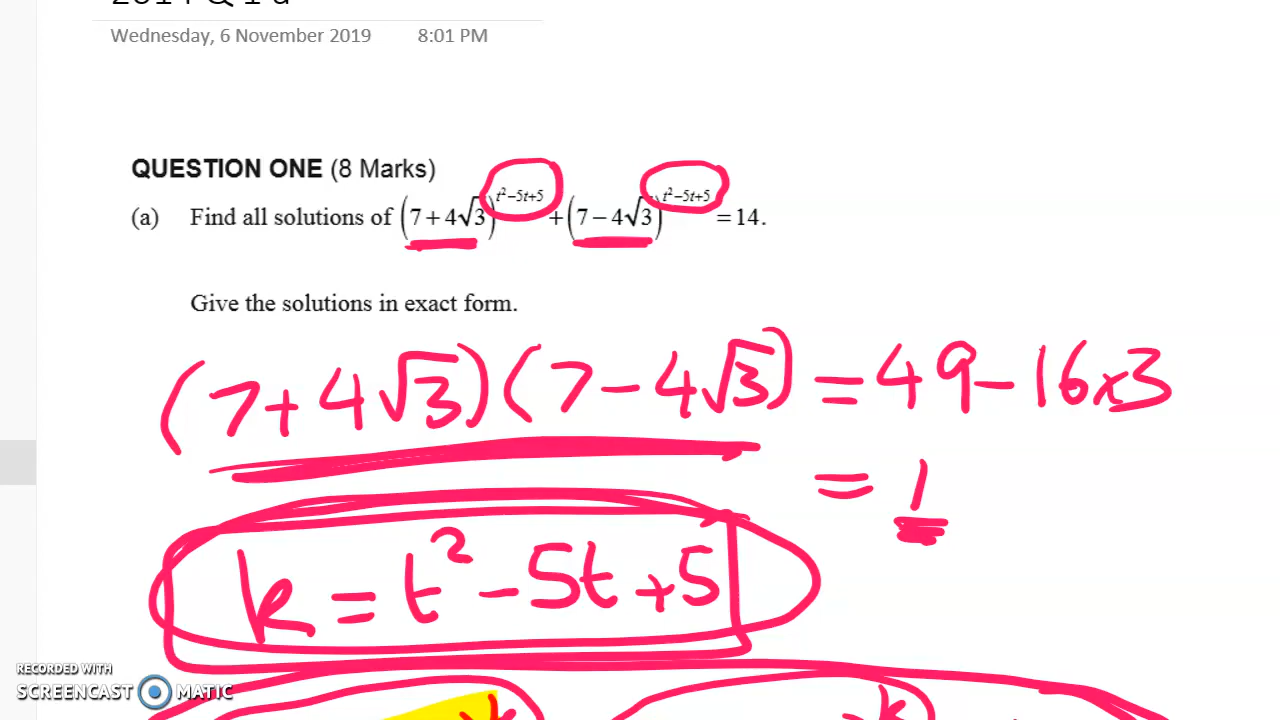 Wednesday, 6 November 2019 8:01 PM
QUESTION ONE (8 Marks)
(a) Find all solutions of (7+4√3)^{t²−5t+5} + (7−4√3)^{t²−5t+5} = 14.
Give the solutions in exact form.
(7+4√3)(7−4√3) = 49−16×3
= 1
k = t²−5t+5
RECORDED WITH
SCREENCAST MATIC
k
k